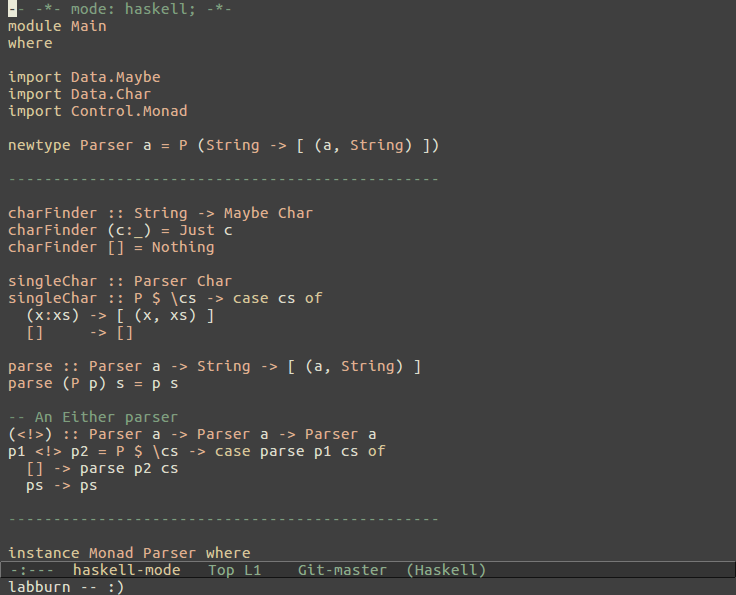 -- -*- mode: haskell; -*-
module Main
where

import Data.Maybe
import Data.Char
import Control.Monad

newtype Parser a = P (String -> [ (a, String) ])

------------------------------------------------

charFinder :: String -> Maybe Char
charFinder (c:_) = Just c
charFinder [] = Nothing

singleChar :: Parser Char
singleChar :: P $ \cs -> case cs of
  (x:xs) -> [ (x, xs) ]
  []     -> []

parse :: Parser a -> String -> [ (a, String) ]
parse (P p) s = p s

-- An Either parser
(<!>) :: Parser a -> Parser a -> Parser a
p1 <!> p2 = P $ \cs -> case parse p1 cs of
  [] -> parse p2 cs
  ps -> ps

------------------------------------------------

instance Monad Parser where
-:---  haskell-mode   Top L1    Git-master  (Haskell)
labburn -- :)